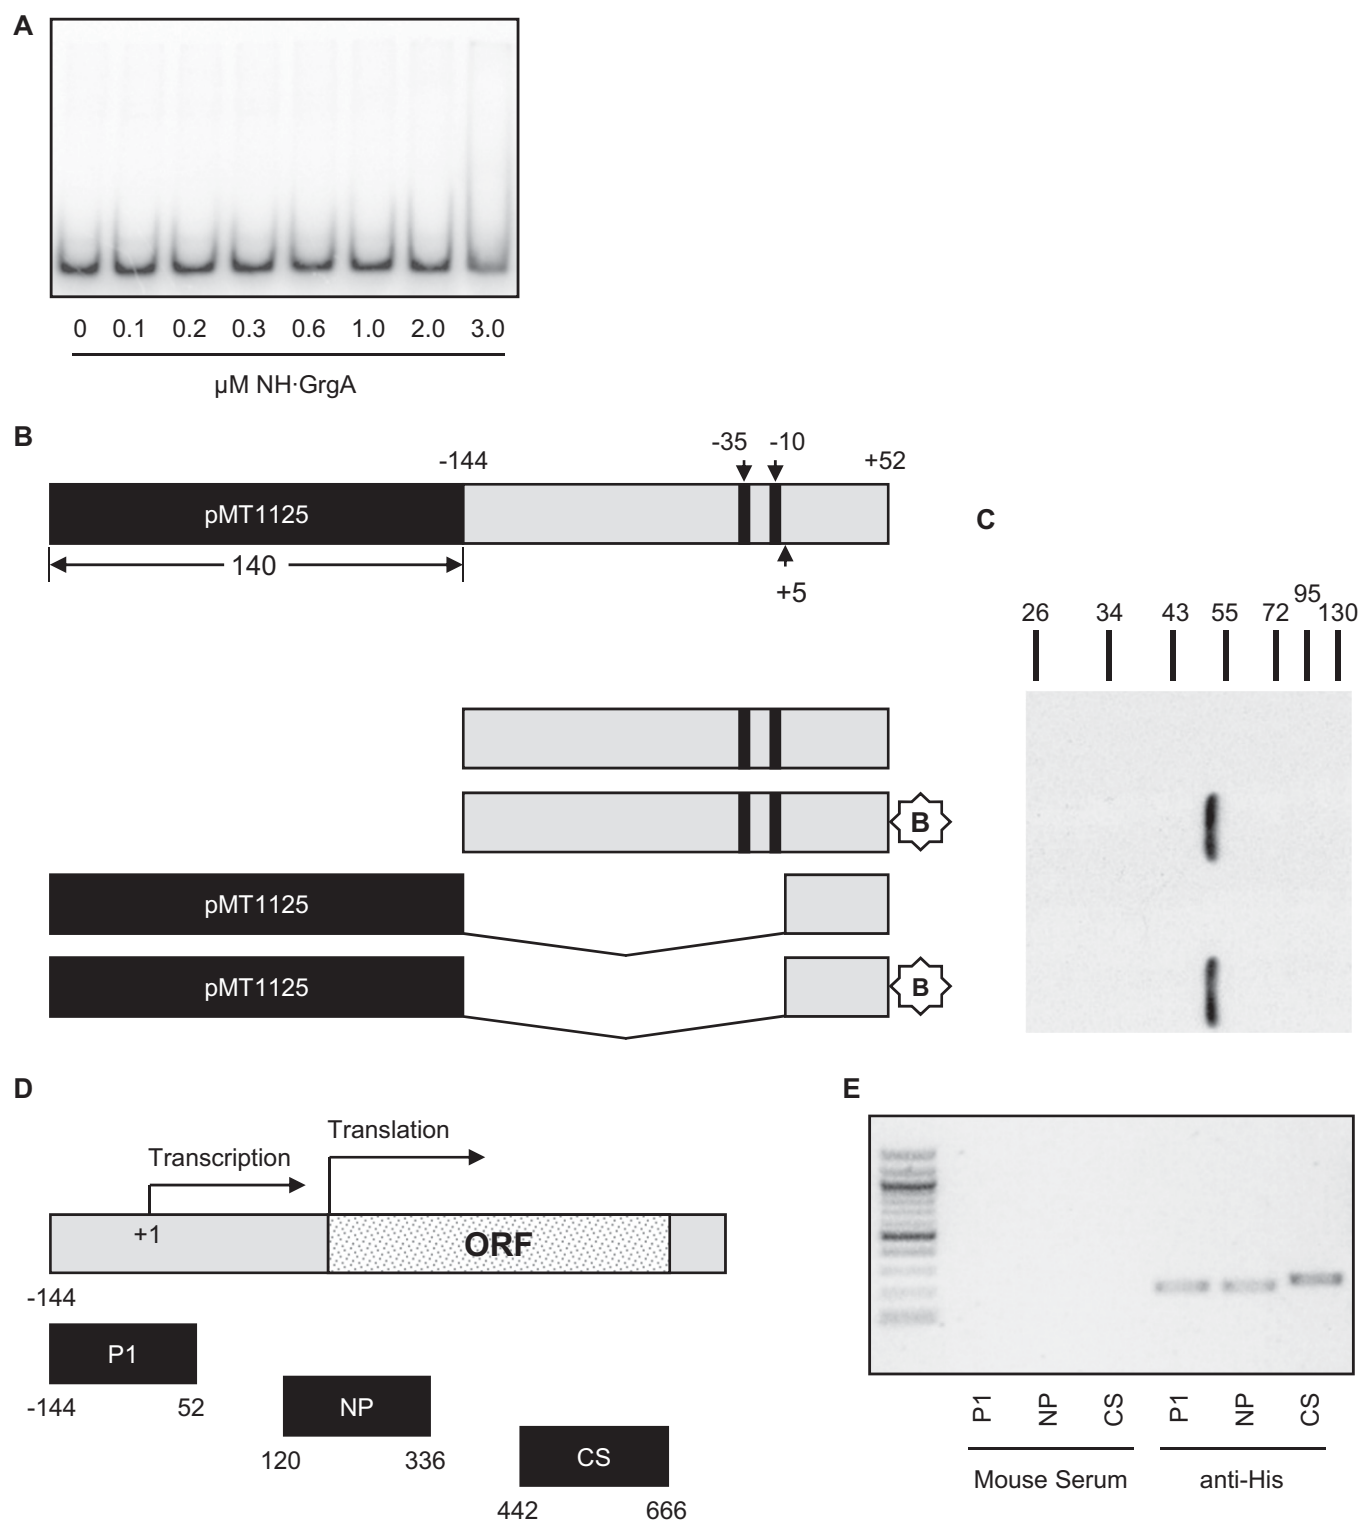 A
0 0.1 0.2 0.3 0.6 1.0 2.0 3.0
µM NH·GrgA
B
-35 -10
-144 +52
pMT1125
140
+5
B
pMT1125
pMT1125
B
C
95
26 34 43 55 72 130
D
Translation
Transcription
+1
ORF
-144
P1
-144 52
NP
120 336
CS
442 666
E
P1 NP CS P1 NP CS
Mouse Serum anti-His